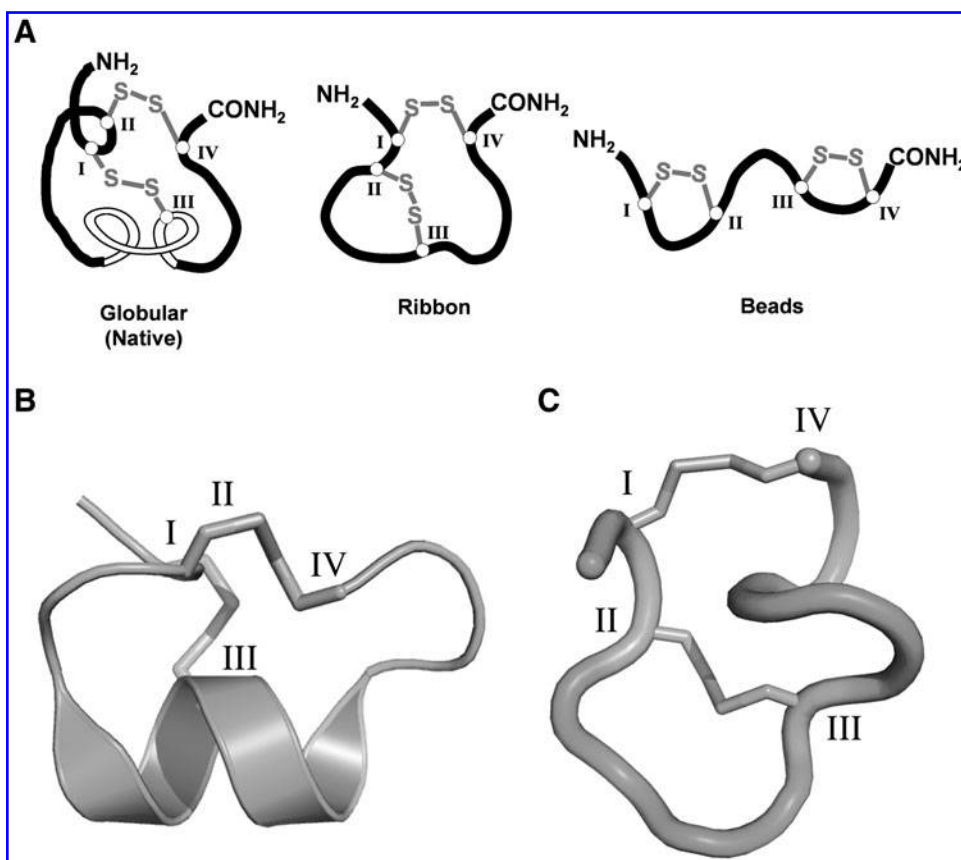 A
NH2
S
S
II
CONH2
I
IV
S
S
III
Globular
(Native)
NH2
S
S
CONH2
I
IV
II
S
S
III
Ribbon
NH2
S
S
I
II
S
S
CONH2
III
IV
Beads
B
I
II
IV
III
C
IV
I
II
III